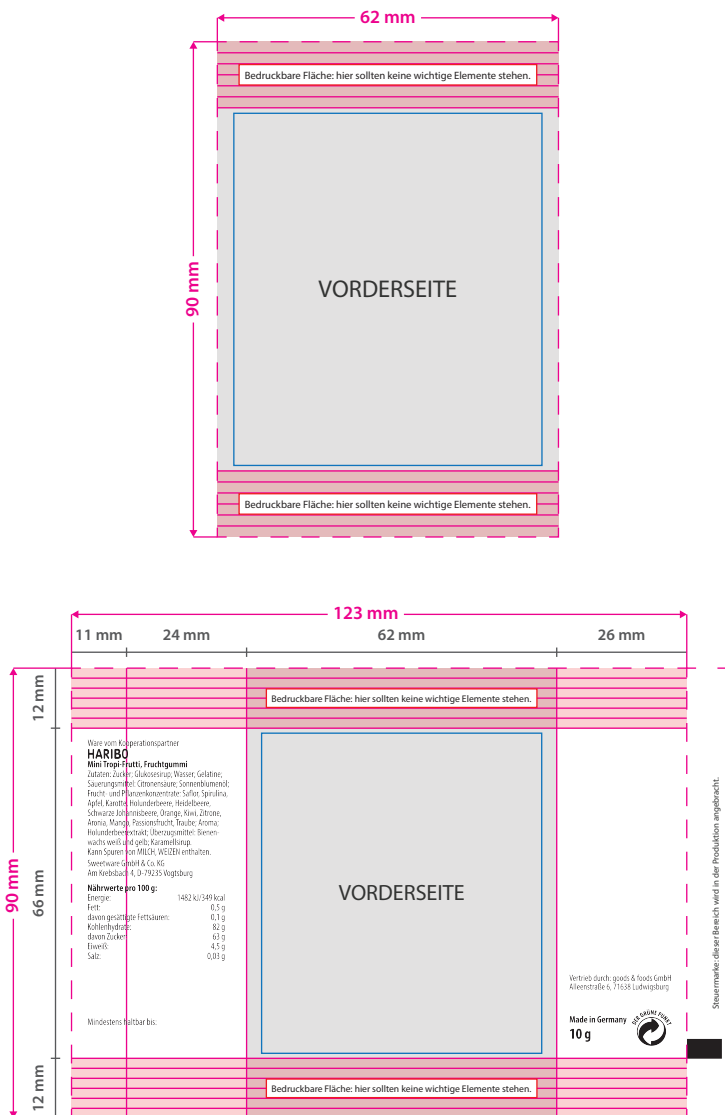 62 mm
Bedruckbare Fläche: hier sollten keine wichtige Elemente stehen.
90 mm
VORDERSEITE
Bedruckbare Fläche: hier sollten keine wichtige Elemente stehen.
123 mm
11 mm
24 mm
62 mm
26 mm
12 mm
Bedruckbare Fläche: hier sollten keine wichtige Elemente stehen.
90 mm
66 mm
Ware vom Kooperationspartner
HARIBO
Mini Tropi-Frutti, Fruchtgummi
Zutaten: Zucker; Glukosesirup; Wasser; Gelatine;
Säuerungsmittel: Citronensäure; Sonnenblumenöl;
Frucht- und Pflanzenkonzentrate: Saflor, Spirulina,
Apfel, Karotte, Holunderbeere, Heidelbeere,
Schwarze Johannisbeere, Orange, Kiwi, Zitrone,
Aronia, Mango, Passionsfrucht, Traube; Aroma;
Holunderbeerextrakt; Überzugsmittel: Bienen-
wachs weiß und gelb; Karamellsirup.
Kann Spuren von MILCH, WEIZEN enthalten.
Sweetware GmbH & Co. KG
Am Krebsbach 4, D-79235 Vogtsburg
Nährwerte pro 100 g:
Energie: 1482 kJ/349 kcal
Fett: 0,5 g
davon gesättigte Fettsäuren: 0,1 g
Kohlenhydrate: 82 g
davon Zucker: 63 g
Eiweiß: 4,5 g
Salz: 0,03 g
Mindestens haltbar bis:
VORDERSEITE
Vertrieb durch: goods & foods GmbH
Alleenstraße 6, 71638 Ludwigsburg
Made in Germany
10 g
DER GRÜNE PUNKT
Steuermarke: dieser Bereich wird in der Produktion angebracht.
12 mm
Bedruckbare Fläche: hier sollten keine wichtige Elemente stehen.